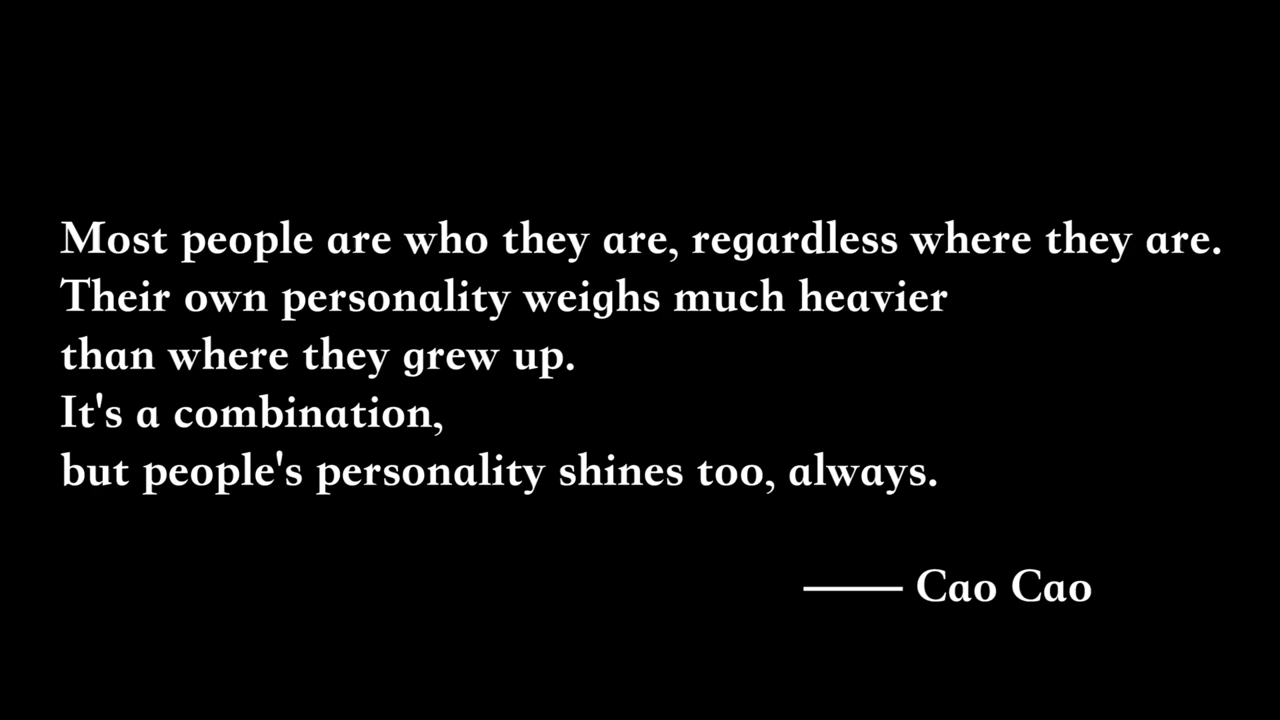 Most people are who they are, regardless where they are.
Their own personality weighs much heavier
than where they grew up.
It's a combination,
but people's personality shines too, always.
—— Cao Cao